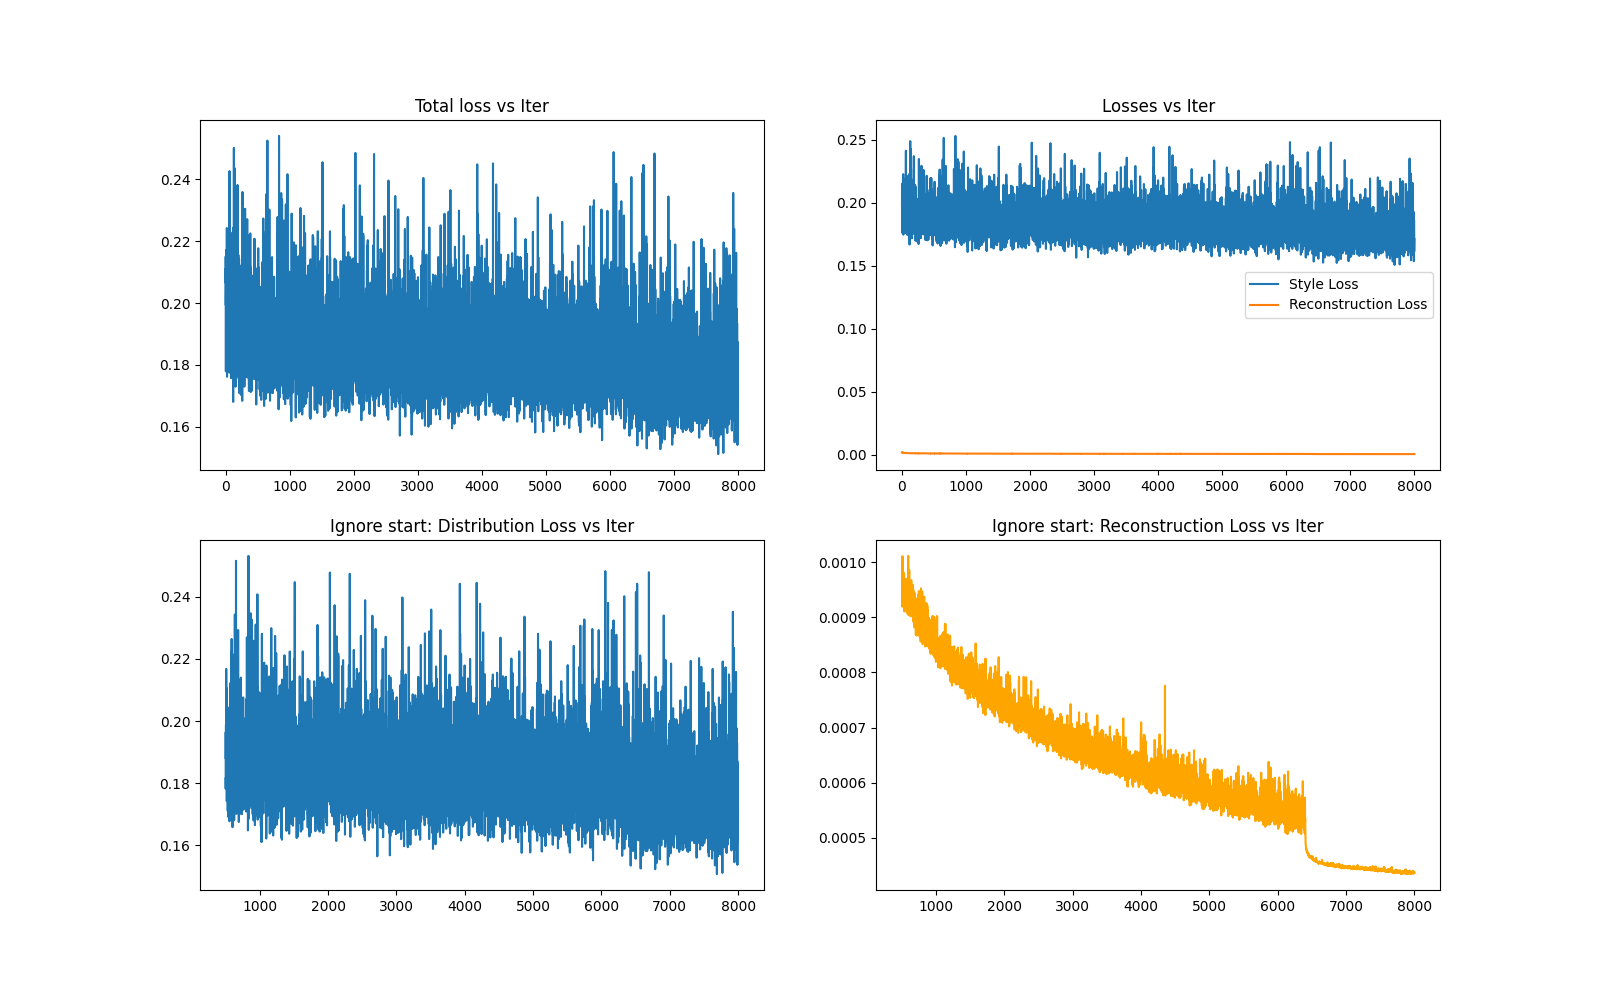 Total loss vs Iter
0.24
0.22
0.20
0.18
0.16
0 1000 2000 3000 4000 5000 6000 7000 8000
Losses vs Iter
0.25
0.20
0.15
0.10
0.05
0.00
Style Loss
Reconstruction Loss
0 1000 2000 3000 4000 5000 6000 7000 8000
Ignore start: Distribution Loss vs Iter
0.24
0.22
0.20
0.18
0.16
1000 2000 3000 4000 5000 6000 7000 8000
Ignore start: Reconstruction Loss vs Iter
0.0010
0.0009
0.0008
0.0007
0.0006
0.0005
1000 2000 3000 4000 5000 6000 7000 8000